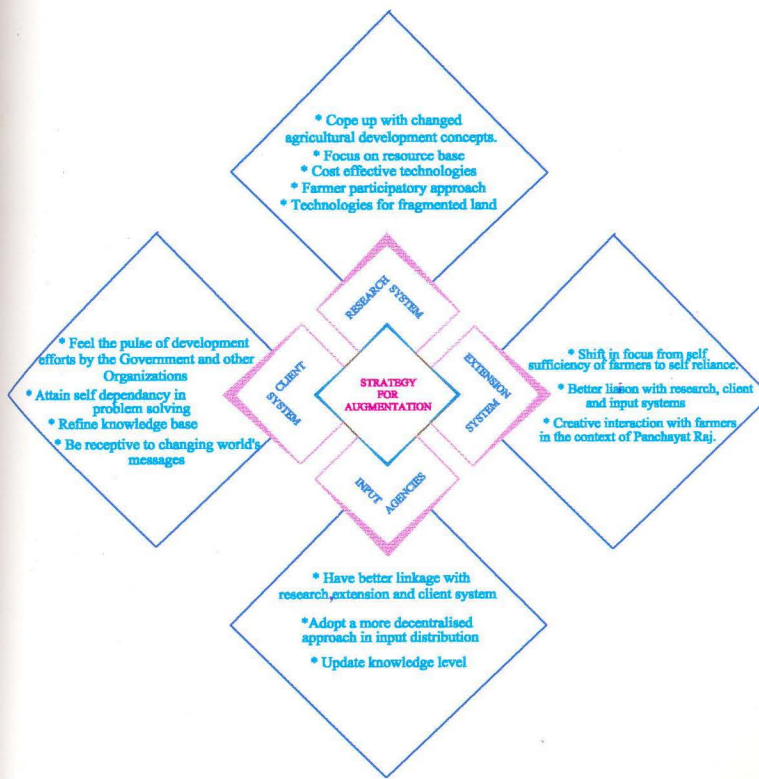 * Cope up with changed
agricultural development concepts.
* Focus on resource base
* Cost effective technologies
* Farmer participatory approach
* Technologies for fragmented land
RESEARCH
SYSTEM
* Feel the pulse of development
efforts by the Government and other
Organizations
* Attain self dependancy in
problem solving
* Refine knowledge base
* Be receptive to changing world's
messages
CLIENT
SYSTEM
STRATEGY
FOR
AUGMENTATION
EXTENSION
SYSTEM
* Shift in focus from self
sufficiency of farmers to self reliance.
* Better liaison with research, client
and input systems
* Creative interaction with farmers
in the context of Panchayat Raj.
INPUT
AGENCIES
* Have better linkage with
research,extension and client system
*Adopt a more decentralised
approach in input distribution
* Update knowledge level